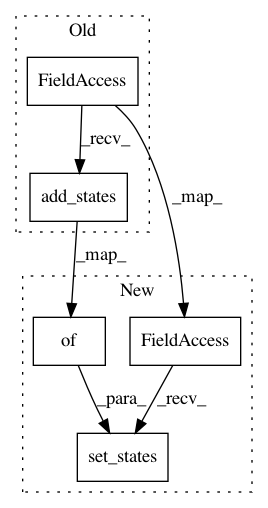 Old
FieldAccess
_recv_
add_states
_map_
_map_
New
of
FieldAccess
_para_
_recv_
set_states